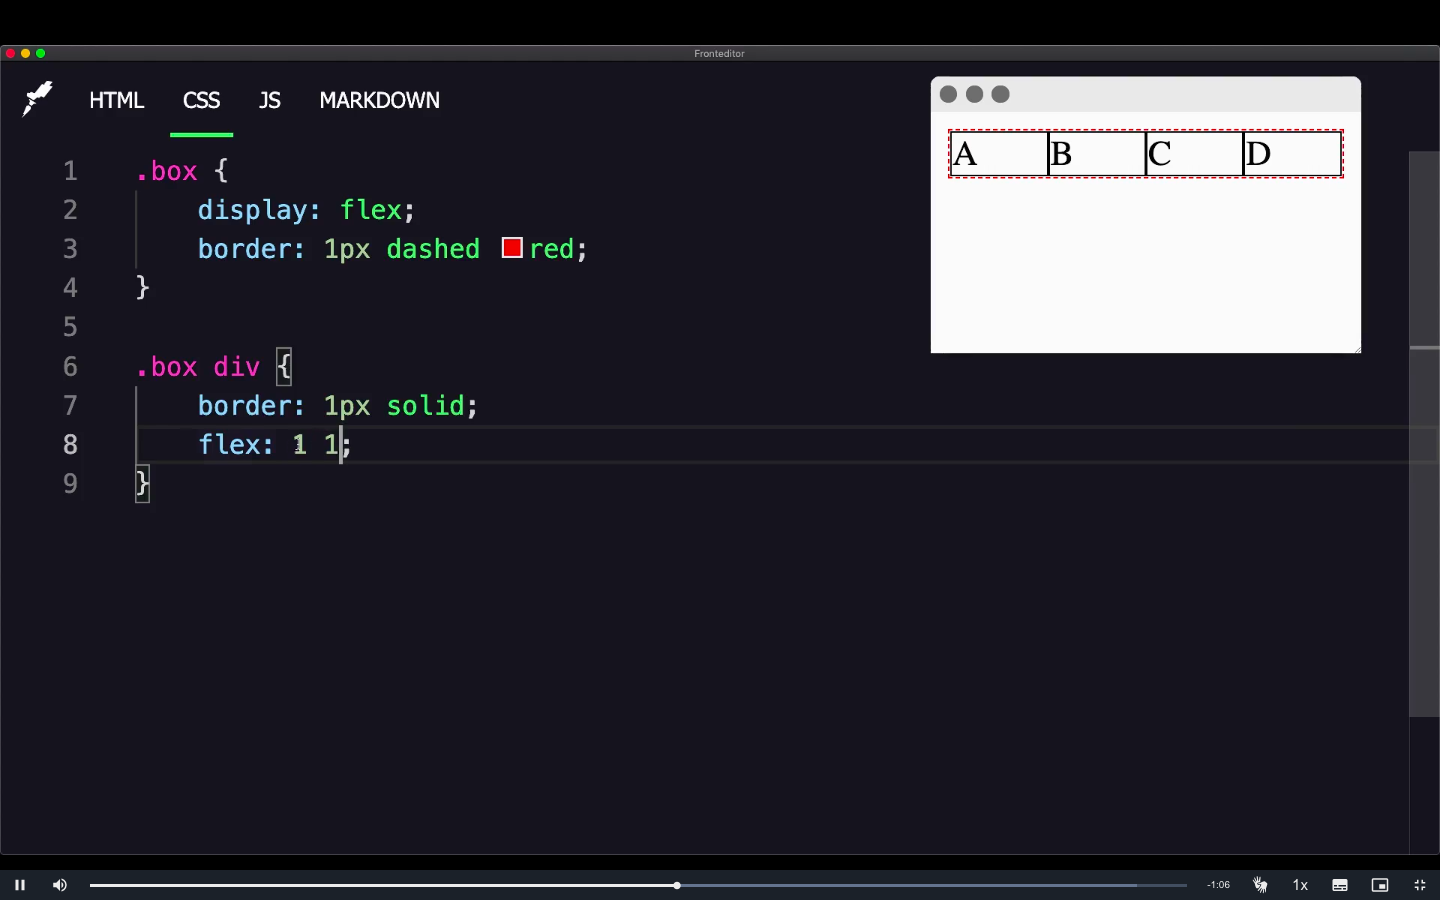 Fronteditor
HTML CSS JS MARKDOWN
A B C D
1 .box {
2 display: flex;
3 border: 1px dashed red;
4 }
5
6 .box div {
7 border: 1px solid;
8 flex: 1 1;
9 }
-1:06 1x